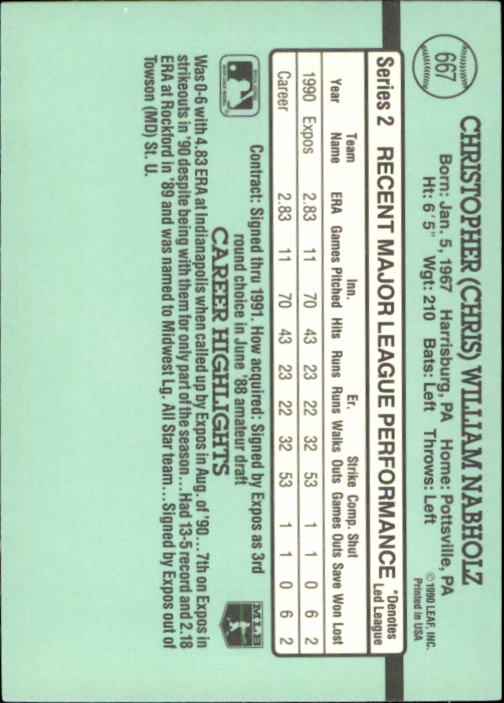 667
CHRISTOPHER (CHRIS) WILLIAM NABHOLZ
Born: Jan. 5, 1967 Harrisburg, PA Home: Pottsville, PA
Ht: 6' 5" Wgt: 210 Bats: Left Throws: Left
©1990 LEAF, INC.
Printed in USA
Series 2 RECENT MAJOR LEAGUE PERFORMANCE *Denotes Led League
Team Inn. Er. Strike Comp. Shut
Year Name ERA Games Pitched Hits Runs Runs Walks Outs Games Outs Save Won Lost
1990 Expos 2.83 11 70 43 23 22 32 53 1 1 0 6 2
Career 2.83 11 70 43 23 22 32 53 1 1 0 6 2
Contract: Signed thru 1991. How acquired: Signed by Expos as 3rd
round choice in June '88 amateur draft
CAREER HIGHLIGHTS
MLB
Was 0-6 with 4.83 ERA at Indianapolis when called up by Expos in Aug. of '90...7th on Expos in
strikeouts in '90 despite being with them for only part of the season...Had 13-5 record and 2.18
ERA at Rockford in '89 and was named to Midwest Lg. All Star team...Signed by Expos out of
Towson (MD) St. U.